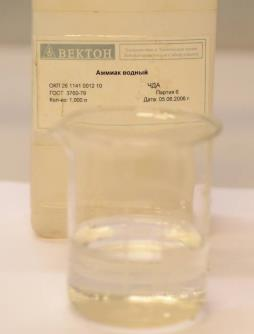 ВЕКТОН
Аммиак водный
ОКП 26 1141 0012 10 ЧДА
ГОСТ 3760-79 Партия 6
Кол-во: 1,000 л Дата: 05.06.2006 г